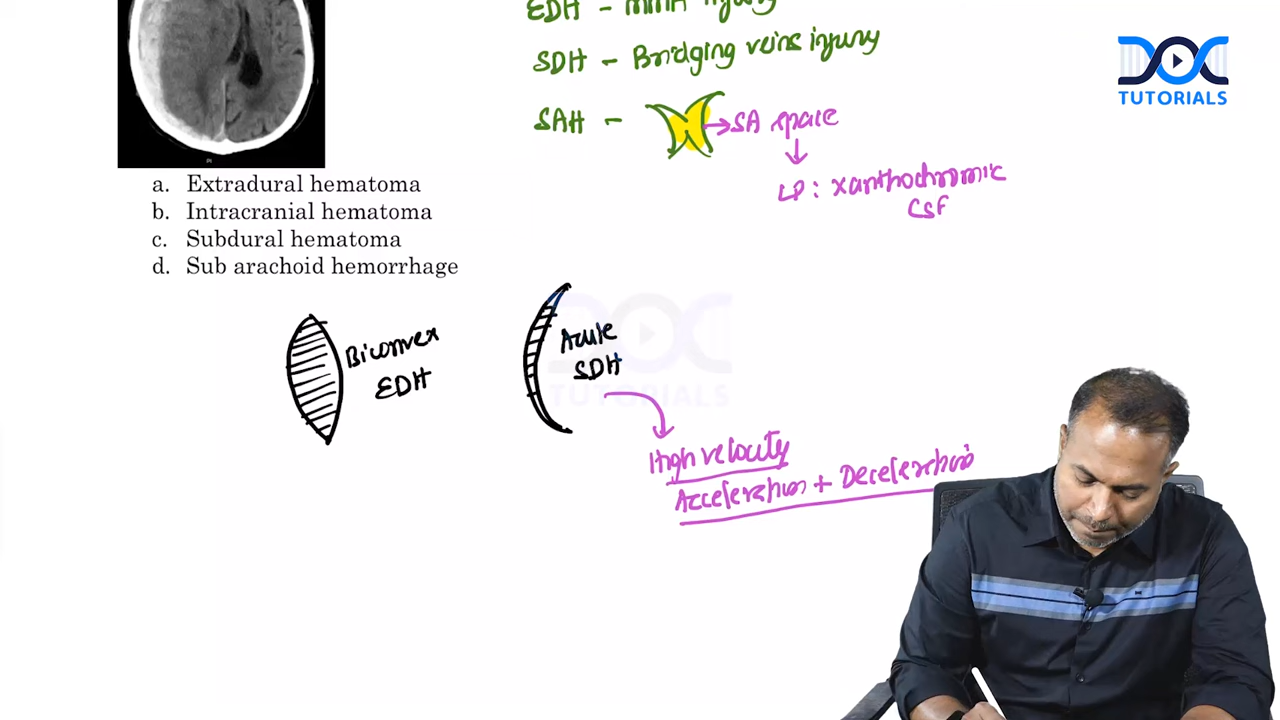 EDH - MMA injury
SDH - Bridging veins injury
SAH - → SA space
LP : xanthochromic
CSF
DOC
TUTORIALS
a. Extradural hematoma
b. Intracranial hematoma
c. Subdural hematoma
d. Sub arachoid hemorrhage
Biconvex
EDH
Acute
SDH
TUTORIALS
High velocity
Acceleration + Deceleration